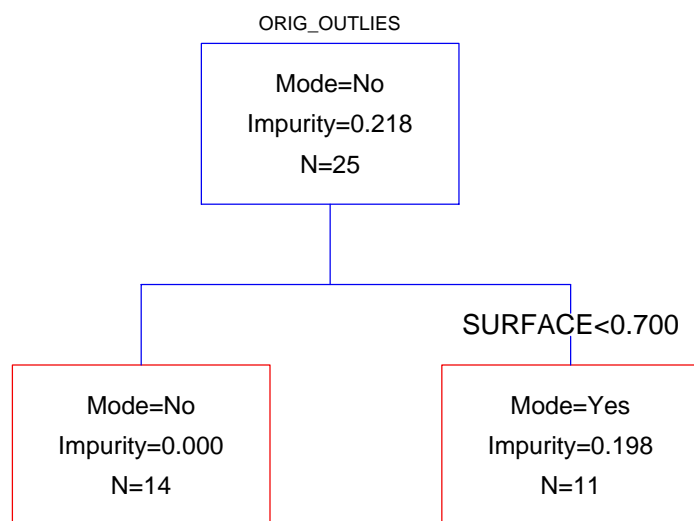 ORIG_OUTLIES
Mode=No
Impurity=0.218
N=25
SURFACE<0.700
Mode=No
Impurity=0.000
N=14
Mode=Yes
Impurity=0.198
N=11